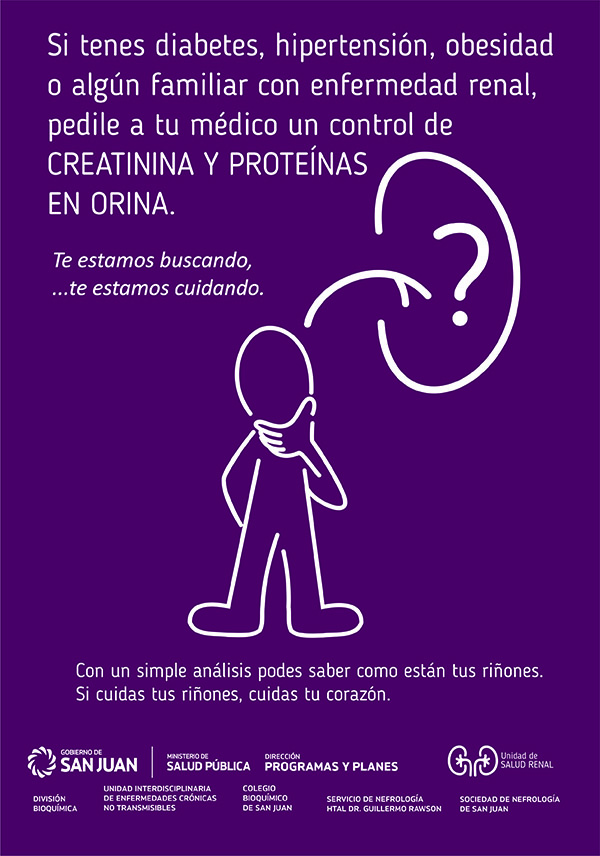 Si tenes diabetes, hipertensión, obesidad
o algún familiar con enfermedad renal,
pedile a tu médico un control de
CREATININA Y PROTEÍNAS
EN ORINA.
?
Te estamos buscando,
...te estamos cuidando.
Con un simple análisis podes saber como están tus riñones.
Si cuidas tus riñones, cuidas tu corazón.
GOBIERNO DE
SAN JUAN
MINISTERIO DE
SALUD PÚBLICA
DIRECCIÓN
PROGRAMAS Y PLANES
Unidad de
SALUD RENAL
DIVISIÓN
BIOQUÍMICA
UNIDAD INTERDISCIPLINARIA
DE ENFERMEDADES CRÓNICAS
NO TRANSMISIBLES
COLEGIO
BIOQUÍMICO
DE SAN JUAN
SERVICIO DE NEFROLOGÍA
HTAL DR. GUILLERMO RAWSON
SOCIEDAD DE NEFROLOGÍA
DE SAN JUAN